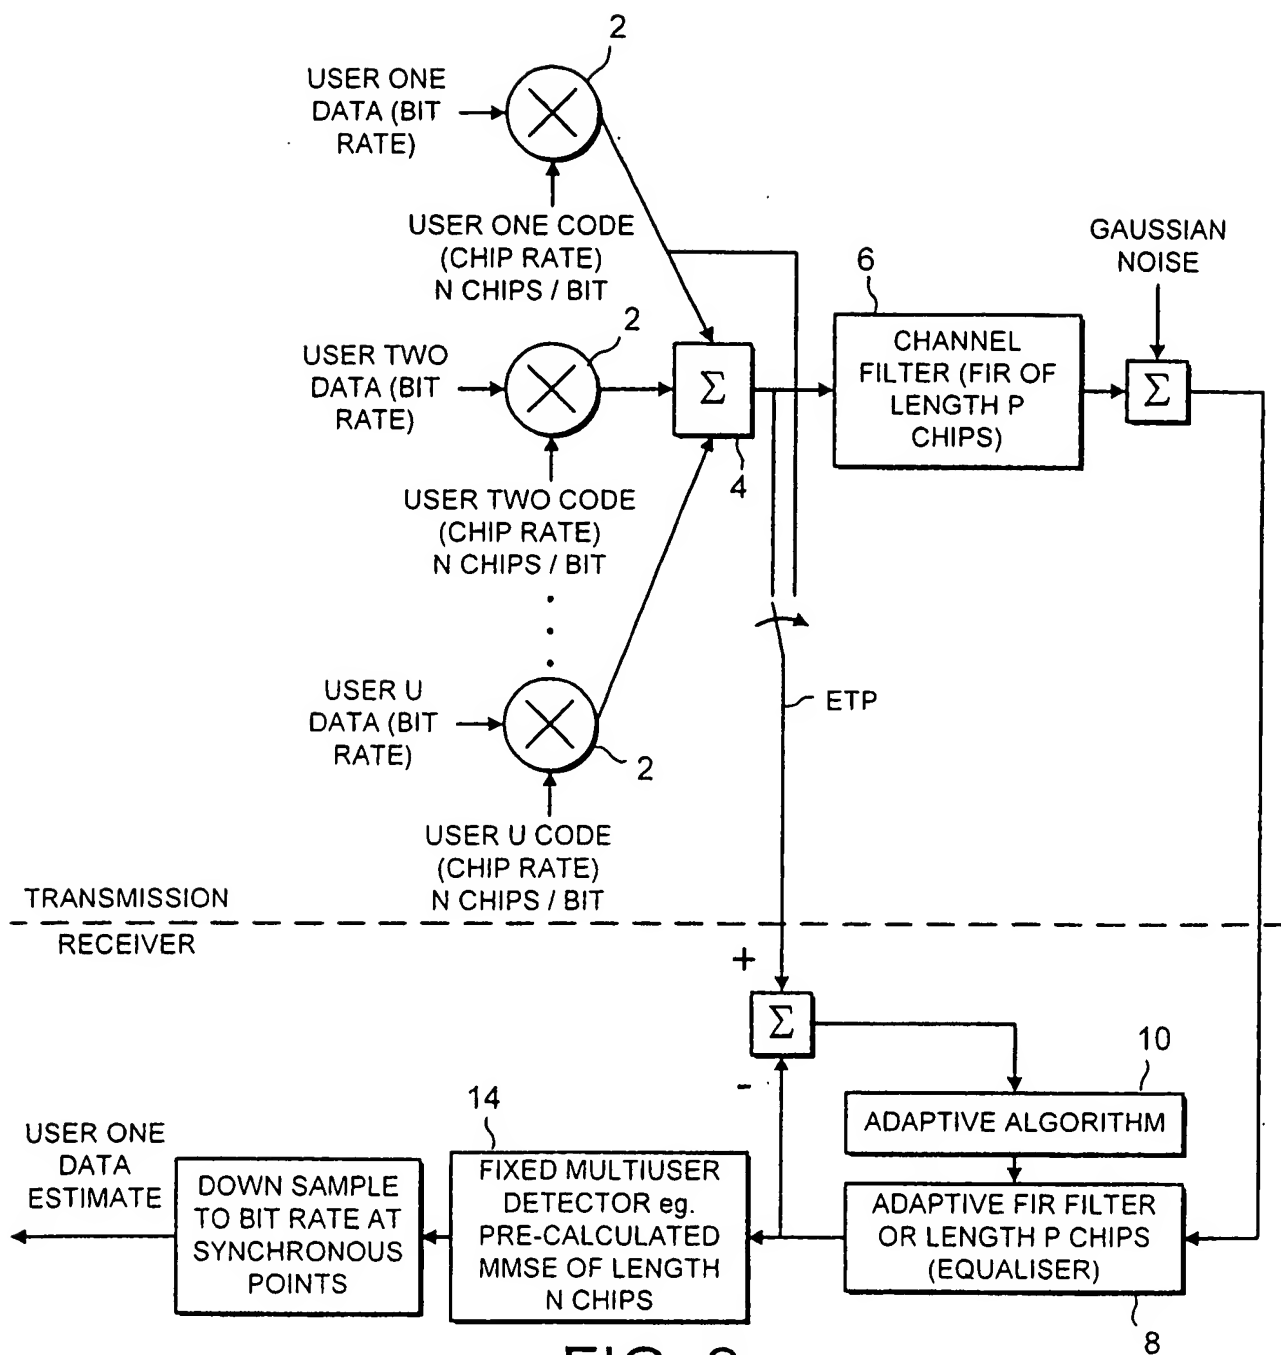 2
USER ONE
DATA (BIT
RATE)
USER ONE CODE
(CHIP RATE)
N CHIPS / BIT
GAUSSIAN
NOISE
6
CHANNEL
FILTER (FIR OF
LENGTH P
CHIPS)
Σ
2
USER TWO
DATA (BIT
RATE)
Σ
4
USER TWO CODE
(CHIP RATE)
N CHIPS / BIT
USER U
DATA (BIT
RATE)
2
ETP
USER U CODE
(CHIP RATE)
N CHIPS / BIT
TRANSMISSION
RECEIVER
+
Σ
-
10
ADAPTIVE ALGORITHM
14
USER ONE
DATA
ESTIMATE
DOWN SAMPLE
TO BIT RATE AT
SYNCHRONOUS
POINTS
FIXED MULTIUSER
DETECTOR eg.
PRE-CALCULATED
MMSE OF LENGTH
N CHIPS
ADAPTIVE FIR FILTER
OR LENGTH P CHIPS
(EQUALISER)
8